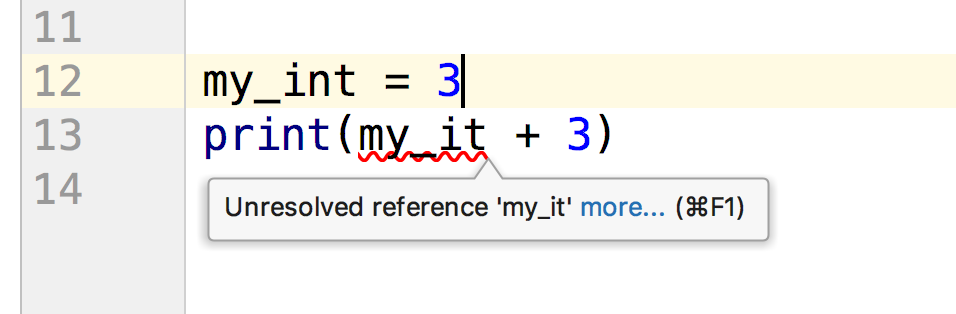 11
12 my_int = 3
13 print(my_it + 3)
14
Unresolved reference 'my_it' more... (⌘F1)